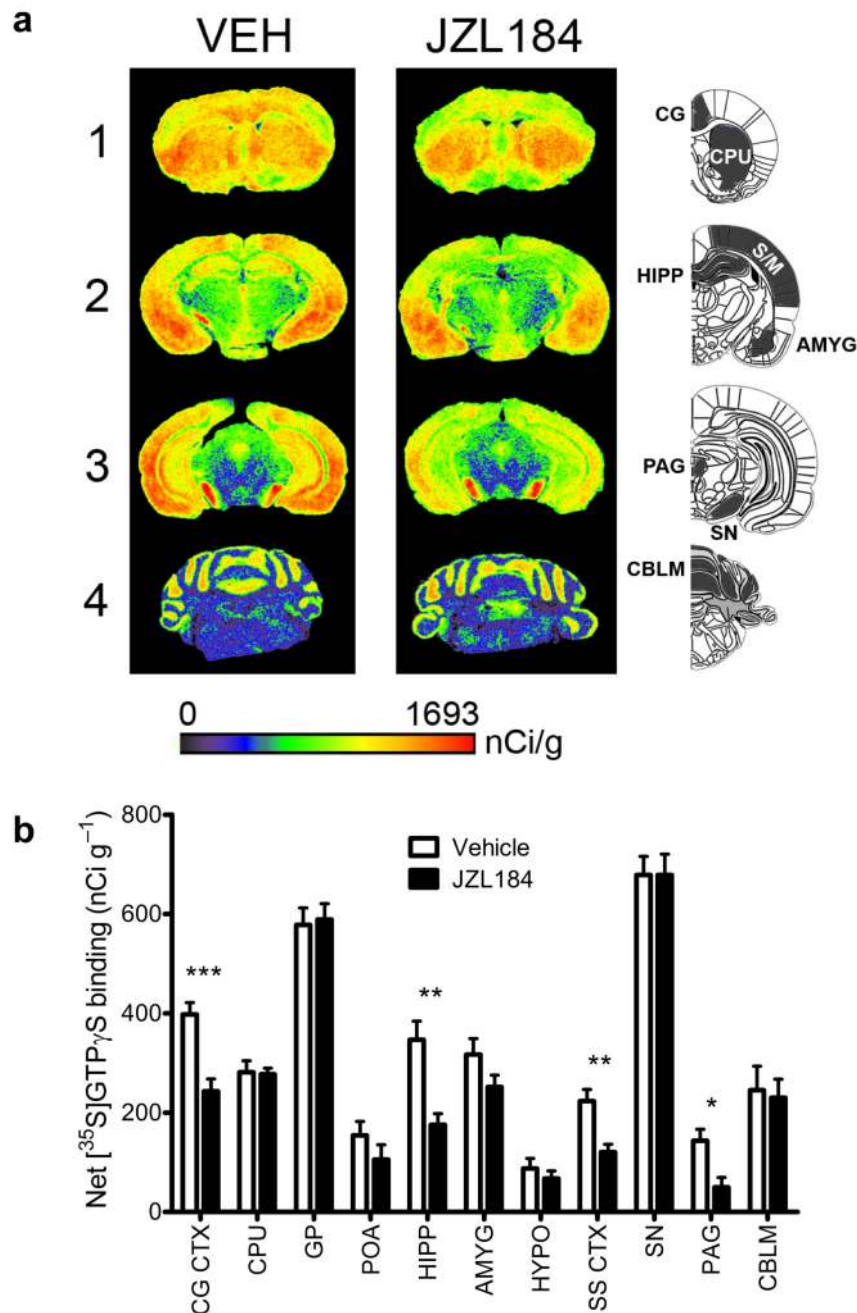 a
VEH JZL184
1
CG
CPU
2
HIPP
S/M
AMYG
3
PAG
SN
4
CBLM
0 1693
nCi/g
b
800
600
400
200
0
Net [³⁵S]GTPγS binding (nCi g⁻¹)
Vehicle
JZL184
***
**
**
*
CG CTX
CPU
GP
POA
HIPP
AMYG
HYPO
SS CTX
SN
PAG
CBLM